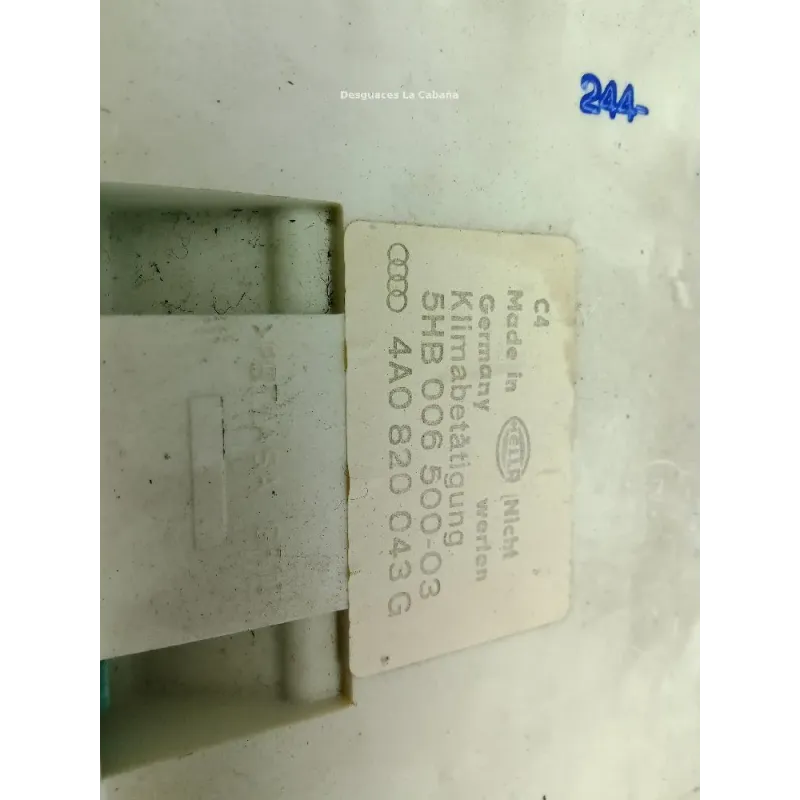 Desguaces La Cabaña
244-
C4
Made in
Germany
HELLA
Nicht
werfen
Klimabetätigung
5HB 006 500-03
4A0 820 043 G